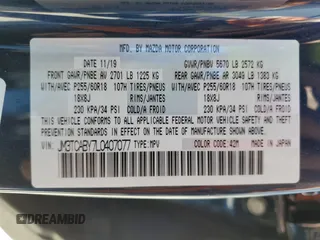 MFD. BY MAZDA MOTOR CORPORATION
DATE 11/19 GVWR/PNBV 5670 LB 2572 KG
FRONT GAWR/PNBE AV 2701 LB 1225 KG REAR GAWR/PNBE AR 3049 LB 1383 KG
WITH/AVEC P255/60R18 107H TIRES/PNEUS WITH/AVEC P255/60R18 107H TIRES/PNEUS
18X8J RIMS/JANTES 18X8J RIMS/JANTES
230 KPA/34 PSI COLD/A FROID 230 KPA/34 PSI COLD/A FROID
THIS VEHICLE CONFORMS TO ALL APPLICABLE FEDERAL MOTOR VEHICLE
SAFETY, BUMPER, AND THEFT PREVENTION STANDARDS IN EFFECT ON
THE DATE OF MANUFACTURE SHOWN ABOVE.
VIN: JM3TCABY7L0407077 TYPE:MPV COLOR: 42M MADE IN JAPAN
DREAMBID